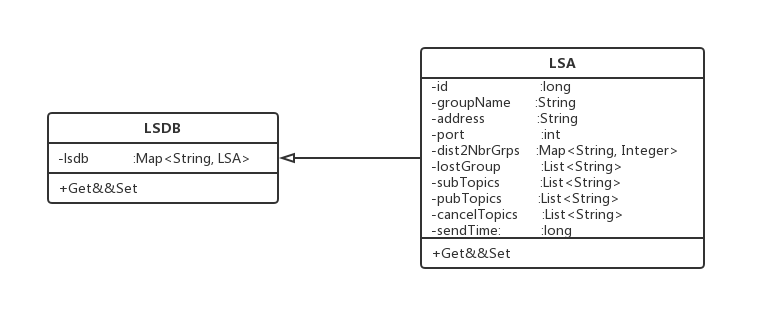 LSDB
-lsdb :Map<String, LSA>
+Get&&Set
LSA
-id :long
-groupName :String
-address :String
-port :int
-dist2NbrGrps :Map<String, Integer>
-lostGroup :List<String>
-subTopics :List<String>
-pubTopics :List<String>
-cancelTopics :List<String>
-sendTime: :long
+Get&&Set